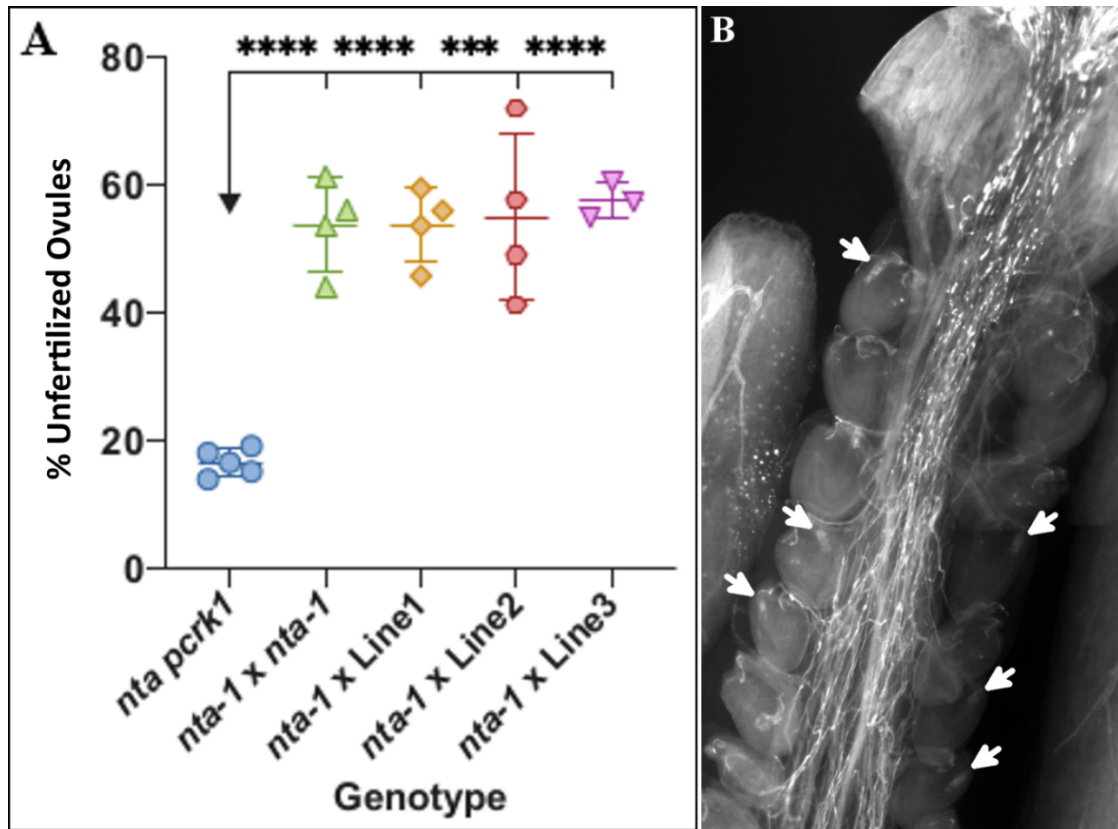 A
B
**** **** *** ****
80
60
40
20
0
% Unfertilized Ovules
nta pcrk1
nta-1 x nta-1
nta-1 x Line1
nta-1 x Line2
nta-1 x Line3
Genotype